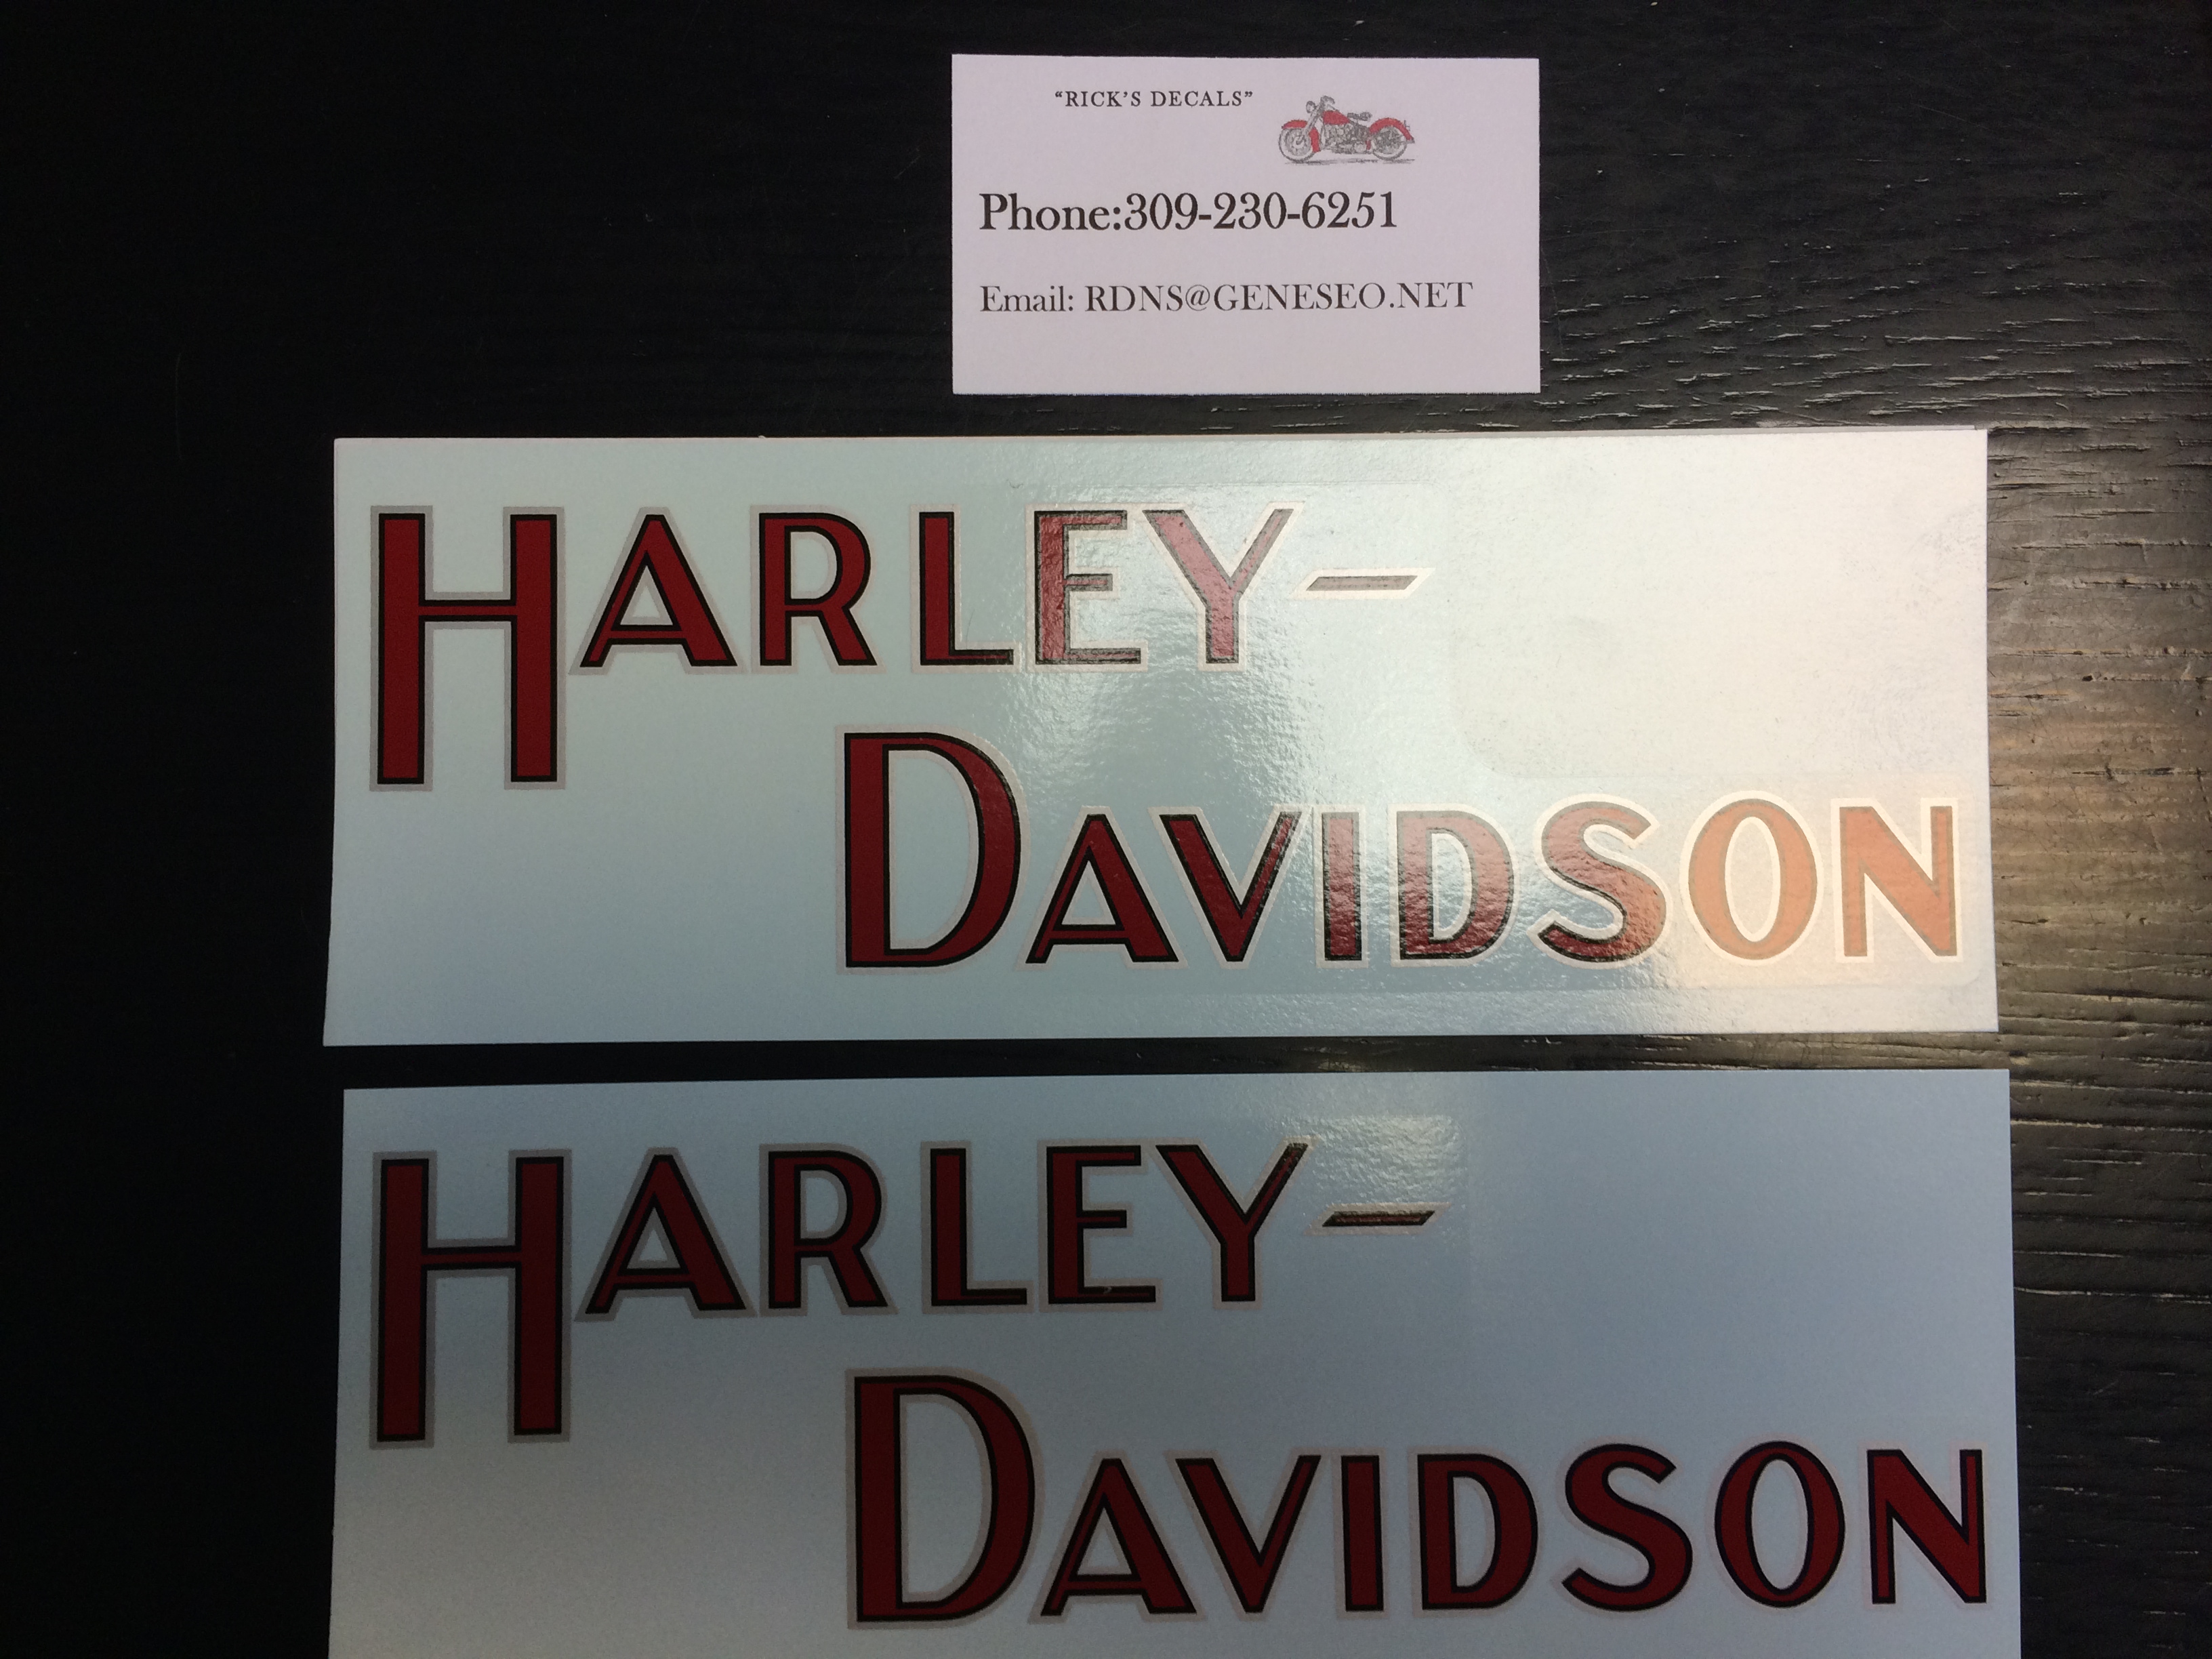 “RICK’S DECALS”
Phone:309-230-6251
Email: RDNS@GENESEO.NET
HARLEY-
DAVIDSON
HARLEY-
DAVIDSON